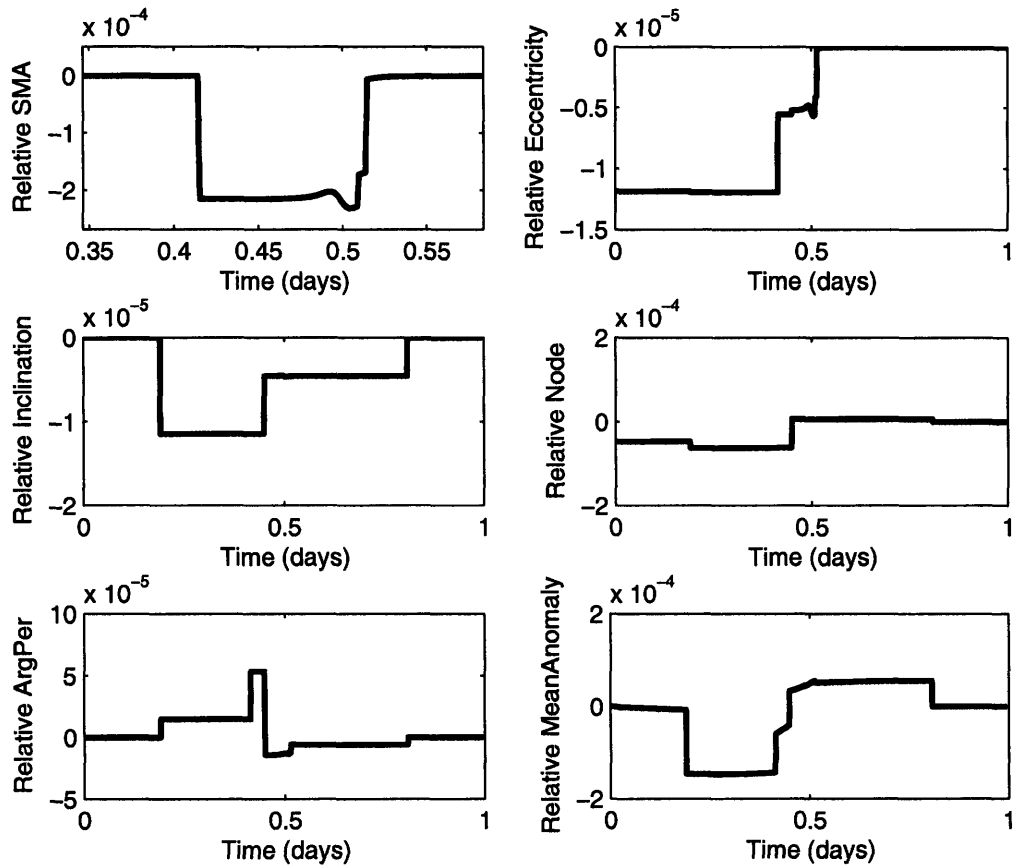 x 10⁻⁴
Relative SMA
0
−1
−2
0.35 0.4 0.45 0.5 0.55
Time (days)
x 10⁻⁵
Relative Eccentricity
0
−0.5
−1
−1.5
0 0.5 1
Time (days)
x 10⁻⁵
Relative Inclination
0
−1
−2
0 0.5 1
Time (days)
x 10⁻⁴
Relative Node
2
0
−2
0 0.5 1
Time (days)
x 10⁻⁵
Relative ArgPer
10
5
0
−5
0 0.5 1
Time (days)
x 10⁻⁴
Relative MeanAnomaly
2
0
−2
0 0.5 1
Time (days)